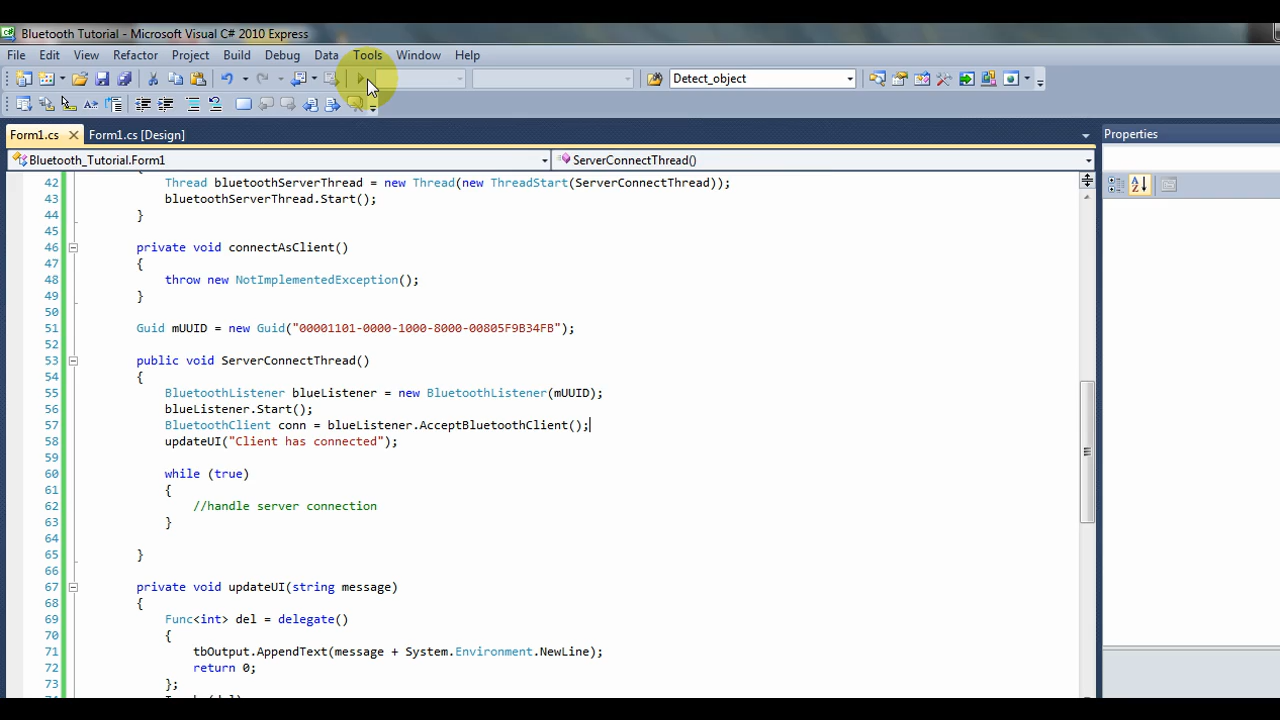 Bluetooth Tutorial - Microsoft Visual C# 2010 Express
File Edit View Refactor Project Build Debug Data Tools Window Help
Detect_object
Form1.cs Form1.cs [Design]
Properties
Bluetooth_Tutorial.Form1 ServerConnectThread()
42 Thread bluetoothServerThread = new Thread(new ThreadStart(ServerConnectThread));
43 bluetoothServerThread.Start();
44 }
45
46 private void connectAsClient()
47 {
48 throw new NotImplementedException();
49 }
50
51 Guid mUUID = new Guid("00001101-0000-1000-8000-00805F9B34FB");
52
53 public void ServerConnectThread()
54 {
55 BluetoothListener blueListener = new BluetoothListener(mUUID);
56 blueListener.Start();
57 BluetoothClient conn = blueListener.AcceptBluetoothClient();
58 updateUI("Client has connected");
59
60 while (true)
61 {
62 //handle server connection
63 }
64
65 }
66
67 private void updateUI(string message)
68 {
69 Func<int> del = delegate()
70 {
71 tbOutput.AppendText(message + System.Environment.NewLine);
72 return 0;
73 };